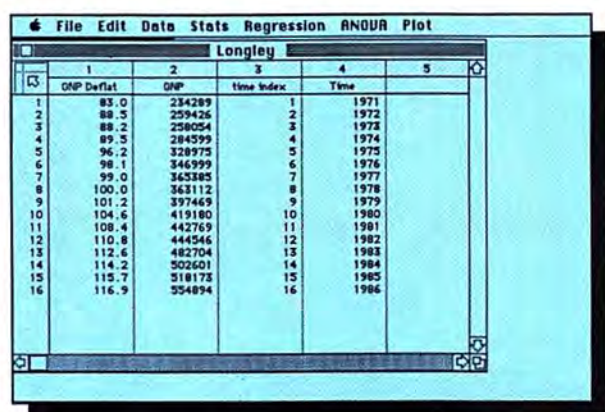 File Edit Data Stats Regression ANOVA Plot
Longley
1 2 3 4 5
GNP Deflat GNP time index Time
1 83.0 234289 1 1971
2 88.5 259426 2 1972
3 88.2 258054 3 1973
4 89.5 284599 4 1974
5 96.2 328975 5 1975
6 98.1 346999 6 1976
7 99.0 365385 7 1977
8 100.0 363112 8 1978
9 101.2 397469 9 1979
10 104.6 419180 10 1980
11 108.4 442769 11 1981
12 110.8 444546 12 1982
13 112.6 482704 13 1983
14 114.2 502601 14 1984
15 115.7 518173 15 1985
16 116.9 554894 16 1986